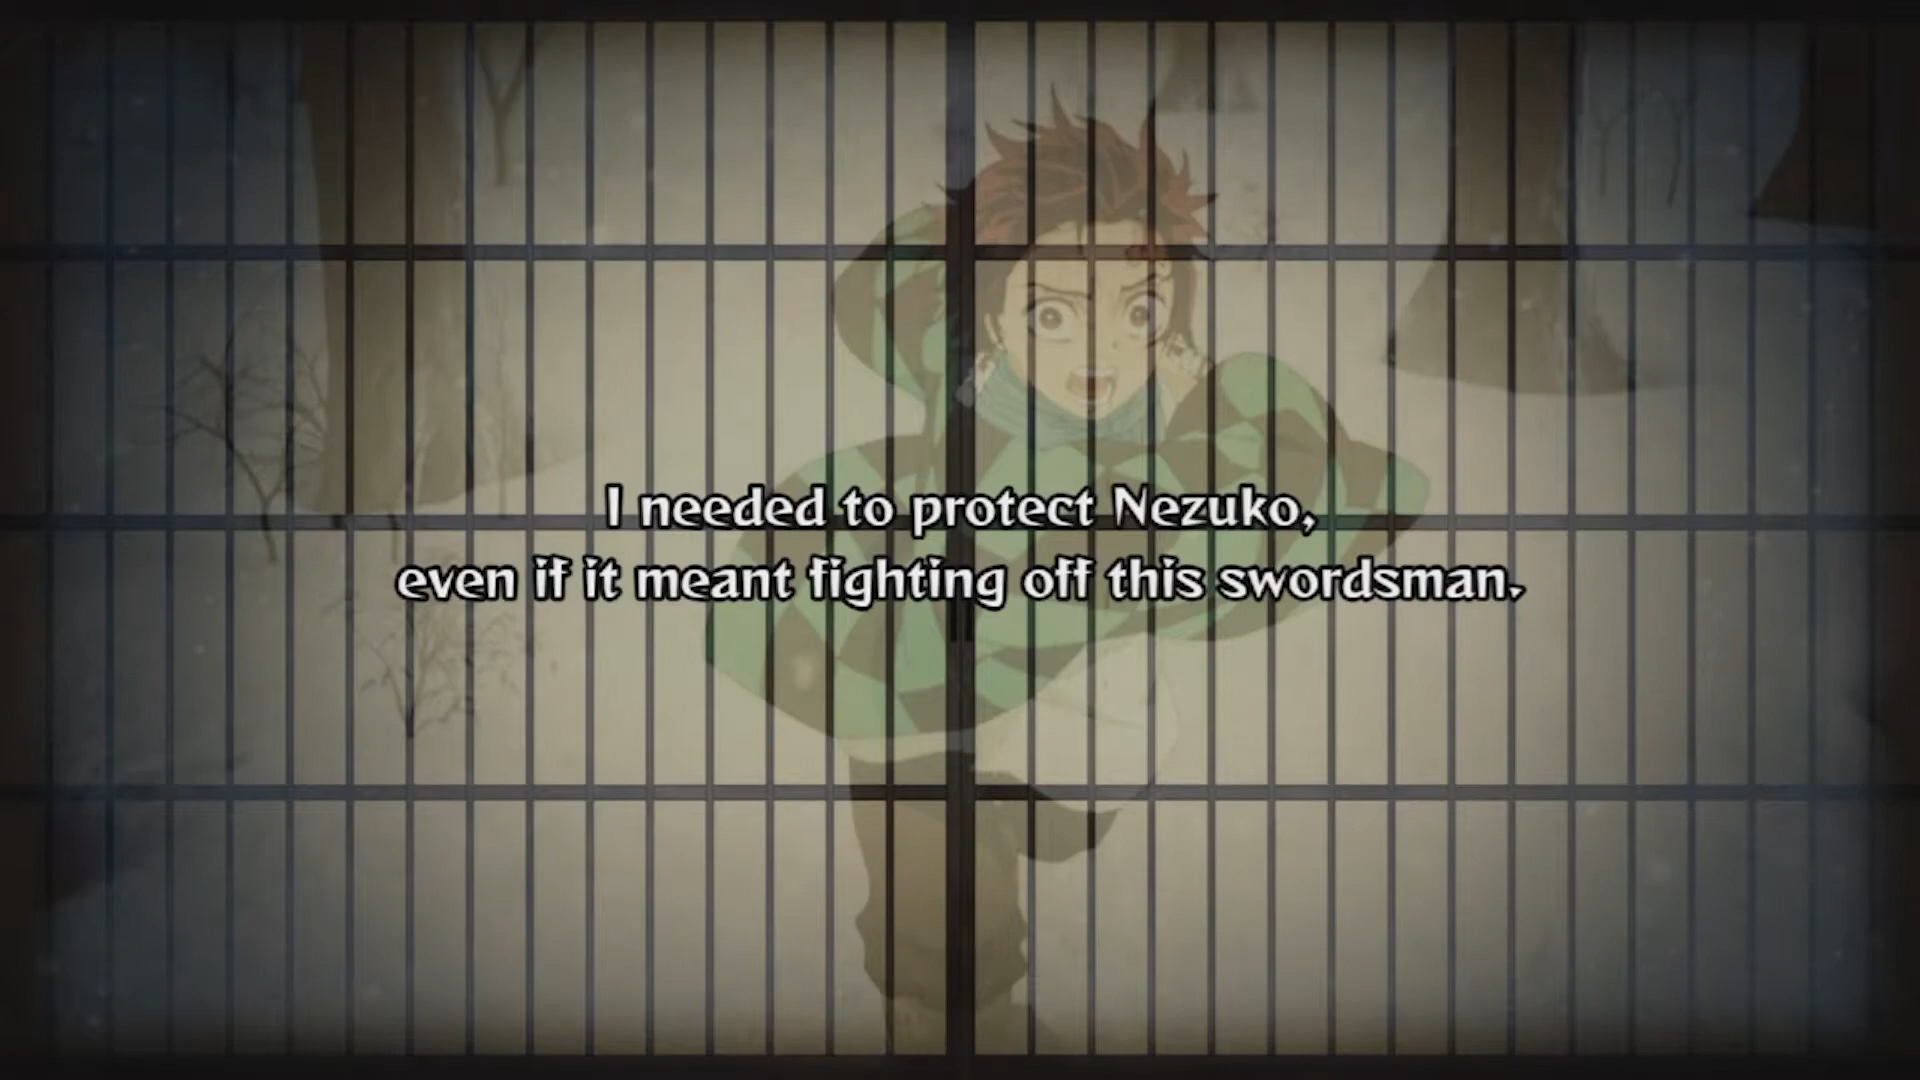 I needed to protect Nezuko,
even if it meant fighting off this swordsman.